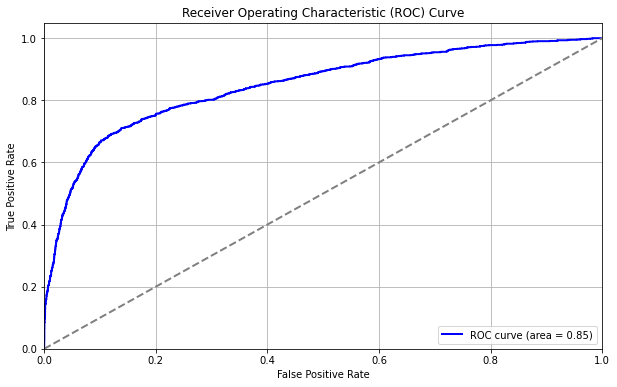 Receiver Operating Characteristic (ROC) Curve
1.0
0.8
0.6
0.4
0.2
0.0
True Positive Rate
ROC curve (area = 0.85)
0.0 0.2 0.4 0.6 0.8 1.0
False Positive Rate